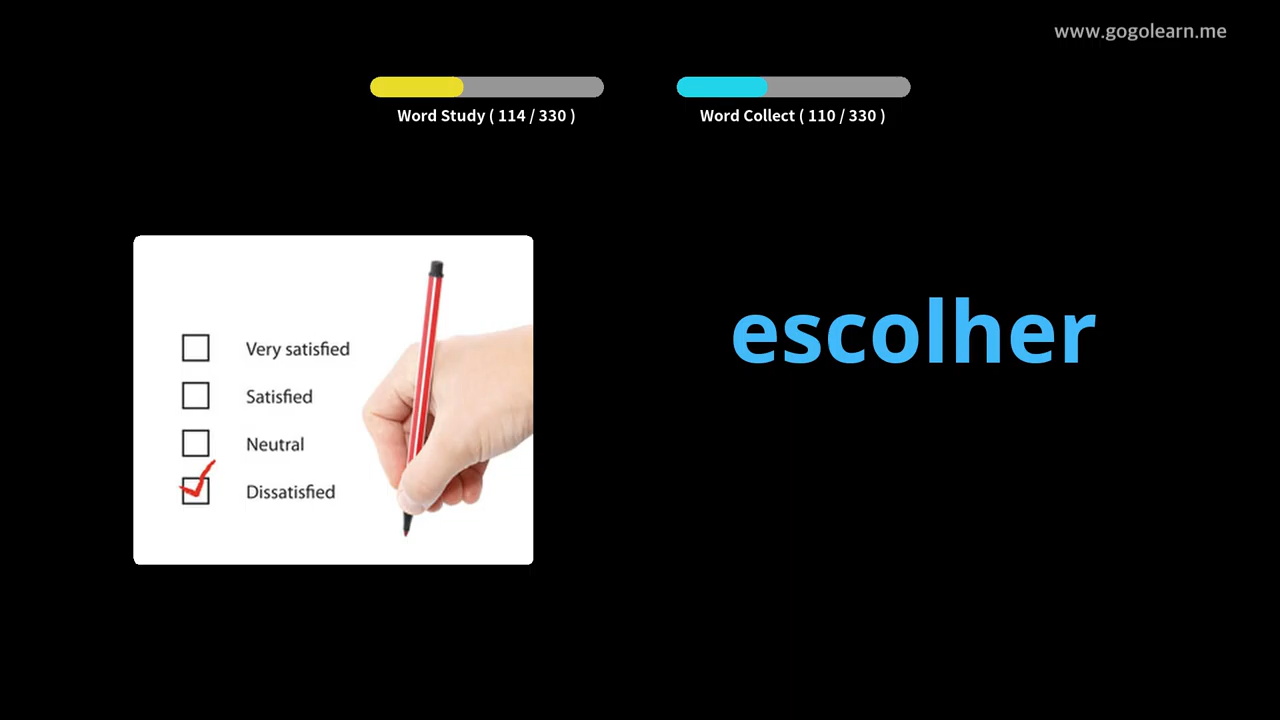 www.gogolearn.me
Word Study ( 114 / 330 )
Word Collect ( 110 / 330 )
Very satisfied
Satisfied
Neutral
Dissatisfied
escolher